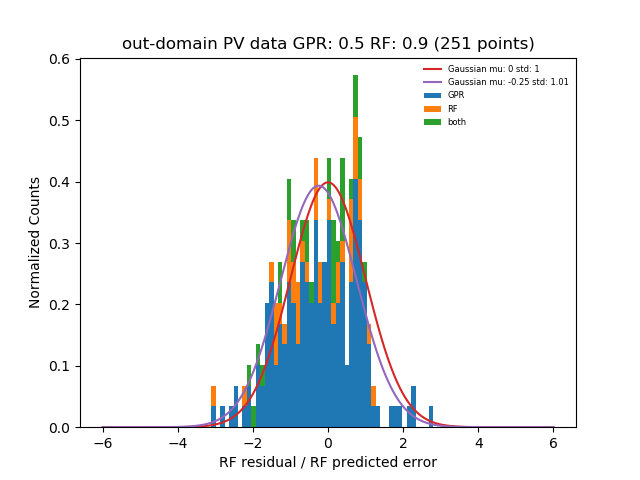 out-domain PV data GPR: 0.5 RF: 0.9 (251 points)
Gaussian mu: 0 std: 1
Gaussian mu: -0.25 std: 1.01
GPR
RF
both
Normalized Counts
0.6
0.5
0.4
0.3
0.2
0.1
0.0
−6 −4 −2 0 2 4 6
RF residual / RF predicted error